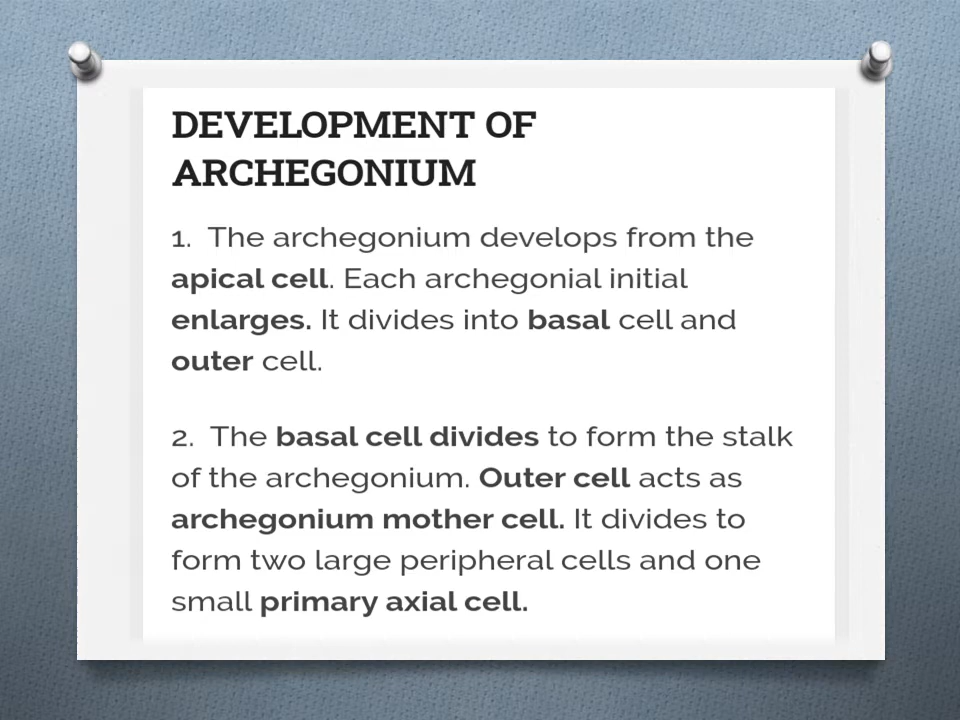 DEVELOPMENT OF
ARCHEGONIUM
1. The archegonium develops from the
apical cell. Each archegonial initial
enlarges. It divides into basal cell and
outer cell.
2. The basal cell divides to form the stalk
of the archegonium. Outer cell acts as
archegonium mother cell. It divides to
form two large peripheral cells and one
small primary axial cell.